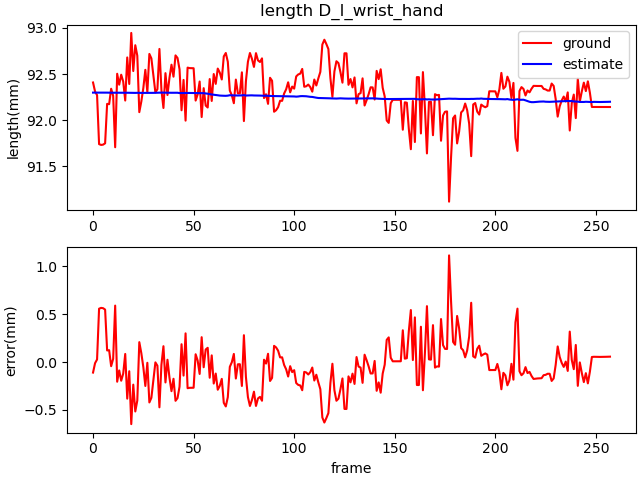 length D_l_wrist_hand
length(mm)
93.0
92.5
92.0
91.5
ground
estimate
0 50 100 150 200 250
error(mm)
1.0
0.5
0.0
−0.5
0 50 100 150 200 250
frame